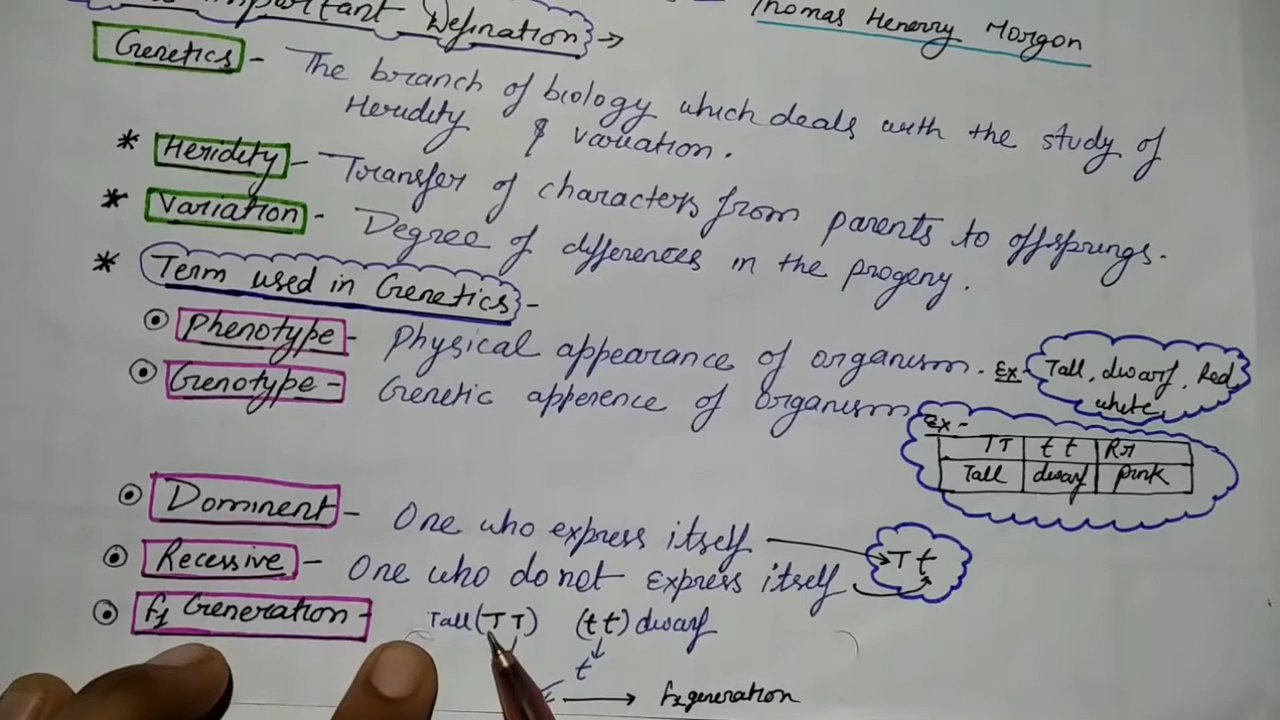 Important Defination →
Thomas Henerry Morgon
Genetics - The branch of biology which deals with the study of
Heridity & variation.
* Heridity - Transfer of characters from parents to offsprings.
* Variation - Degree of differences in the progeny.
* Term used in Genetics -
Phenotype - Physical appearance of organism. Ex - Tall, dwarf, Red
white
Genotype - Genetic apperence of organism
Ex -
TT tt Rr
Tall dwarf pink
Dominent - One who express itself
Tt
Recessive - One who do not express itself
F1 Generation - Tall (TT) (tt) dwarf
t
→ F1 generation